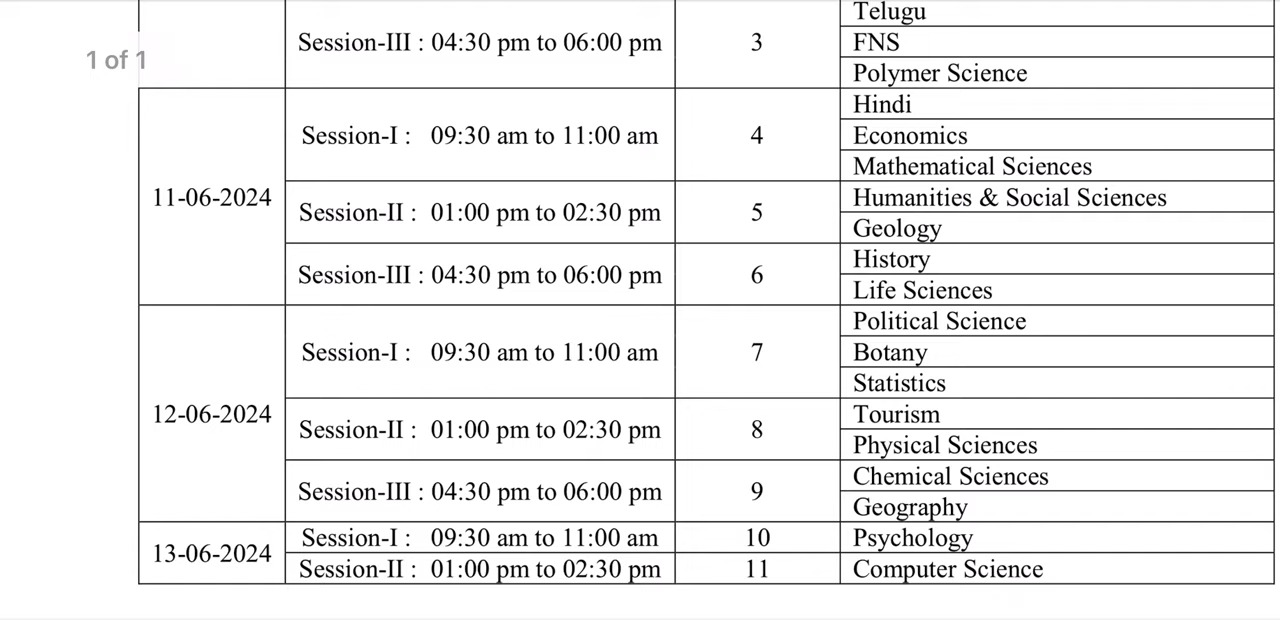 Telugu
1 of 1
Session-III : 04:30 pm to 06:00 pm 3 FNS
Polymer Science
Hindi
Session-I : 09:30 am to 11:00 am 4 Economics
Mathematical Sciences
11-06-2024 Humanities & Social Sciences
Session-II : 01:00 pm to 02:30 pm 5
Geology
History
Session-III : 04:30 pm to 06:00 pm 6
Life Sciences
Political Science
Session-I : 09:30 am to 11:00 am 7 Botany
Statistics
12-06-2024 Tourism
Session-II : 01:00 pm to 02:30 pm 8
Physical Sciences
Chemical Sciences
Session-III : 04:30 pm to 06:00 pm 9
Geography
13-06-2024
Session-I : 09:30 am to 11:00 am 10 Psychology
Session-II : 01:00 pm to 02:30 pm 11 Computer Science